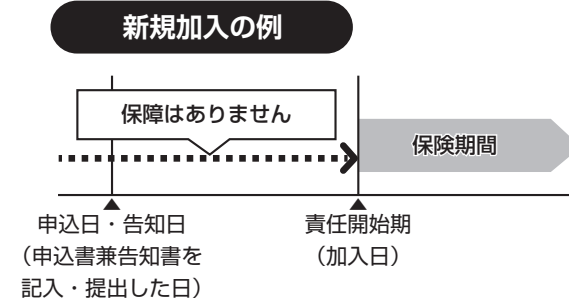 新規加入の例
保障はありません
保険期間
申込日・告知日
（申込書兼告知書を
記入・提出した日）
責任開始期
（加入日）